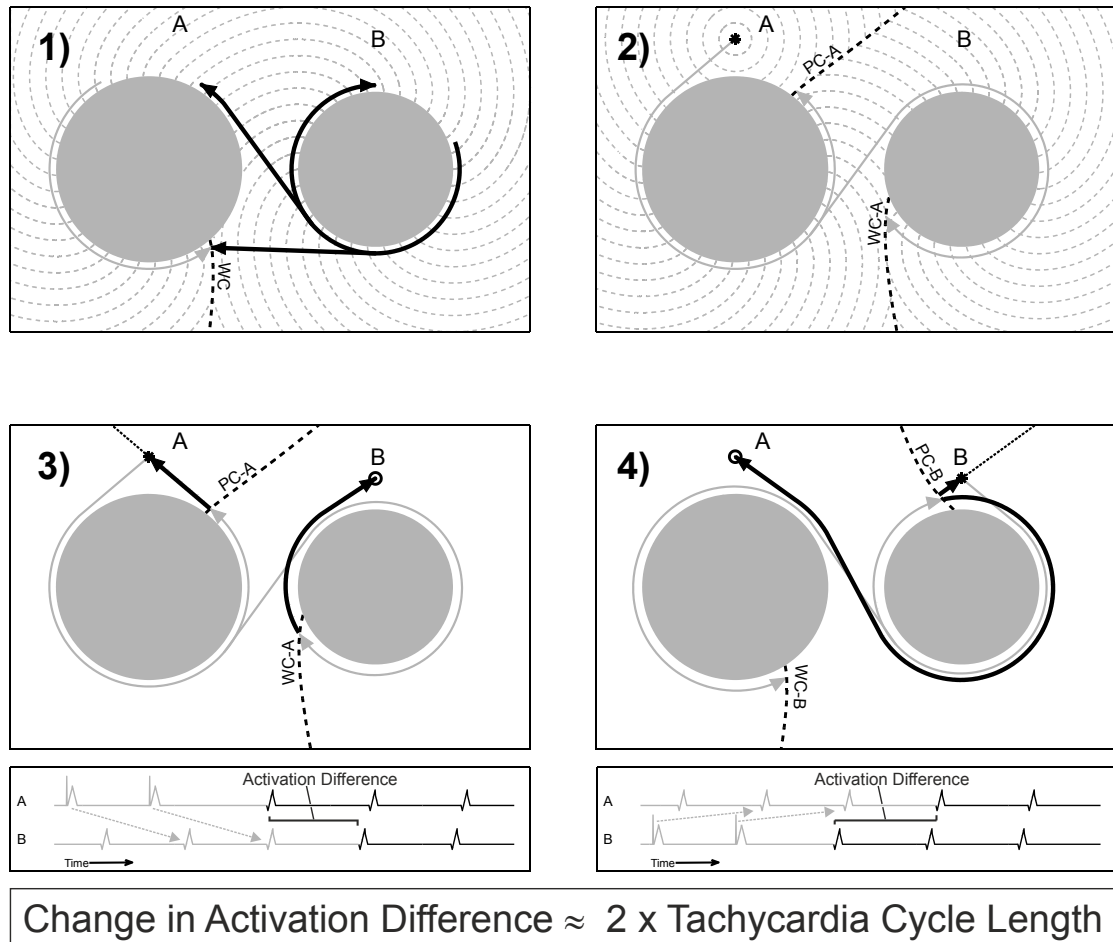 1)
A
B
WC
2)
A
B
PC-A
WC-A
3)
A
B
PC-A
WC-A
4)
A
B
PC-B
WC-B
Activation Difference
A
B
Time
Activation Difference
A
B
Time
Change in Activation Difference ≈ 2 x Tachycardia Cycle Length